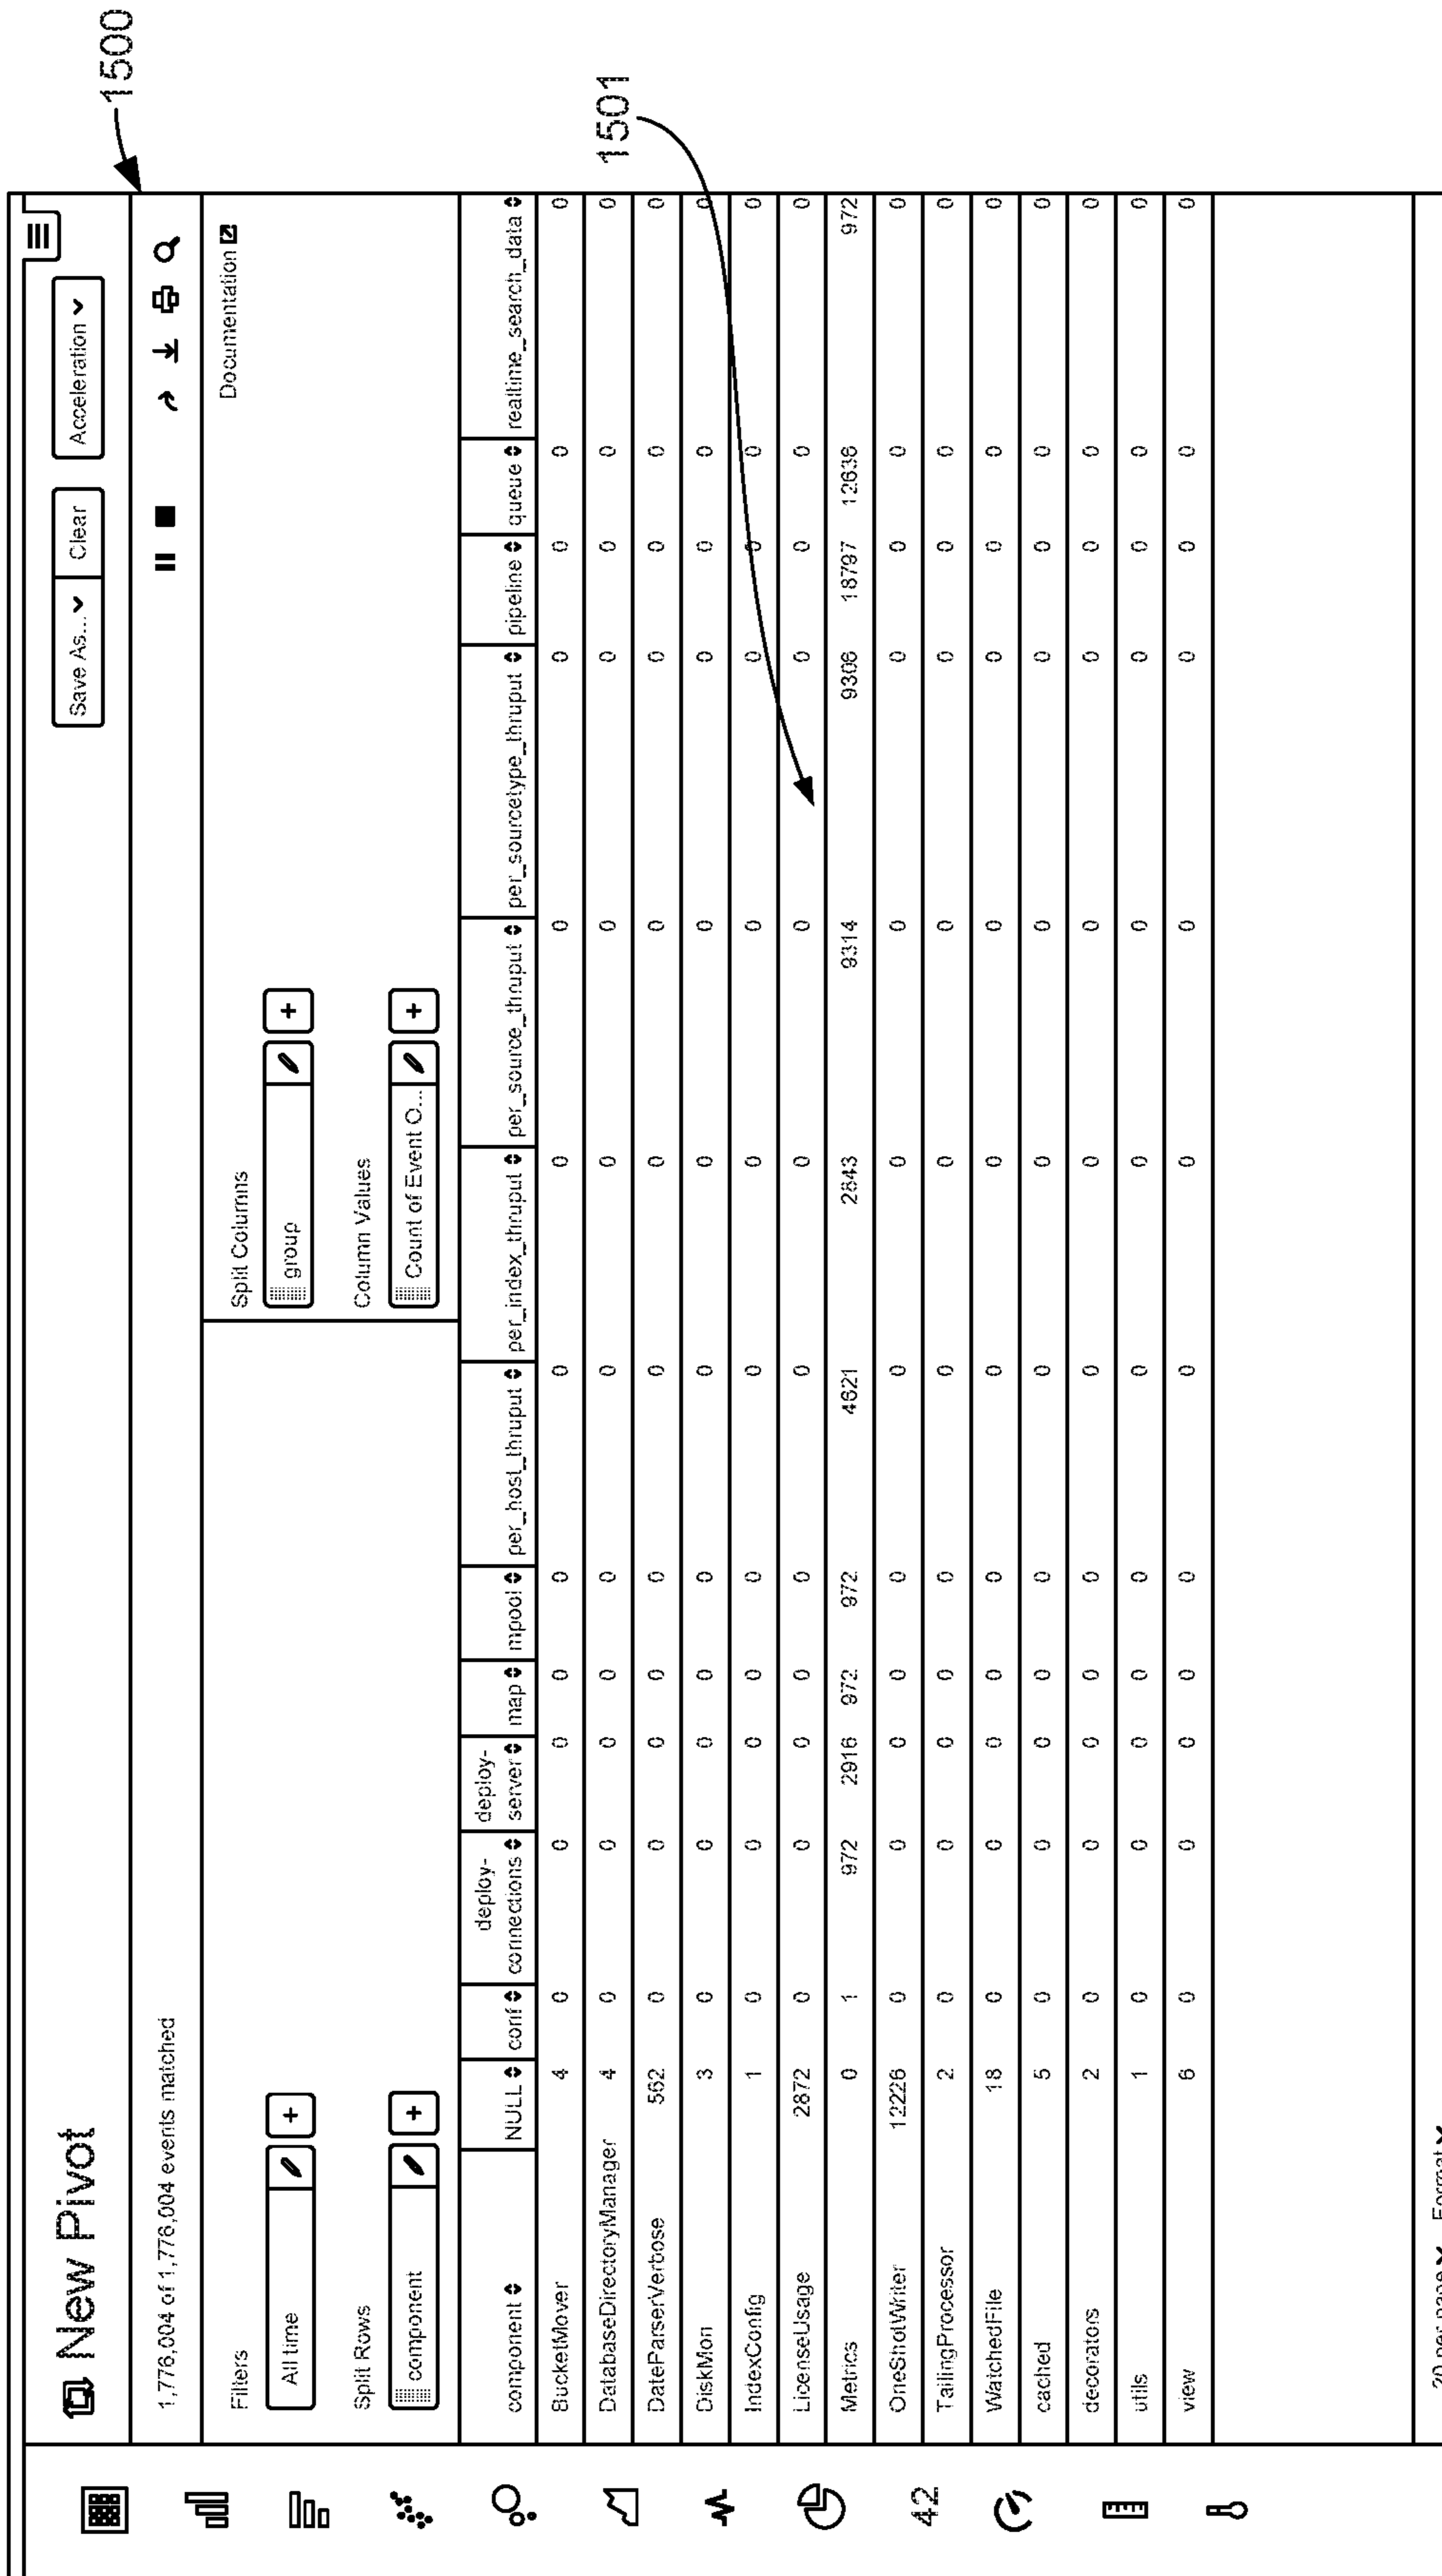 1500
New Pivot
Save As... Clear Acceleration
1,776,004 of 1,776,004 events matched
Filters Split Columns Documentation
All time + group +
Split Rows Column Values
component + Count of Event O... +
component NULL conf deploy-connections deploy-server map mpool per_host_thruput per_index_thruput per_source_thruput per_sourcetype_thruput pipeline queue realtime_search_data
BucketMover 4 0 0 0 0 0 0 0 0 0 0 0 0
DatabaseDirectoryManager 4 0 0 0 0 0 0 0 0 0 0 0 0
DateParserVerbose 562 0 0 0 0 0 0 0 0 0 0 0 0
1501
DiskMon 3 0 0 0 0 0 0 0 0 0 0 0 0
IndexConfig 1 0 0 0 0 0 0 0 0 0 0 0 0
LicenseUsage 2872 0 0 0 0 0 0 0 0 0 0 0 0
Metrics 0 1 972 2916 972 972 4621 2643 9314 9306 18797 12636 972
OneShotWriter 12226 0 0 0 0 0 0 0 0 0 0 0 0
42
TailingProcessor 2 0 0 0 0 0 0 0 0 0 0 0 0
WatchedFile 18 0 0 0 0 0 0 0 0 0 0 0 0
cached 5 0 0 0 0 0 0 0 0 0 0 0 0
decorators 2 0 0 0 0 0 0 0 0 0 0 0 0
utils 1 0 0 0 0 0 0 0 0 0 0 0 0
view 6 0 0 0 0 0 0 0 0 0 0 0 0
20 per page Format